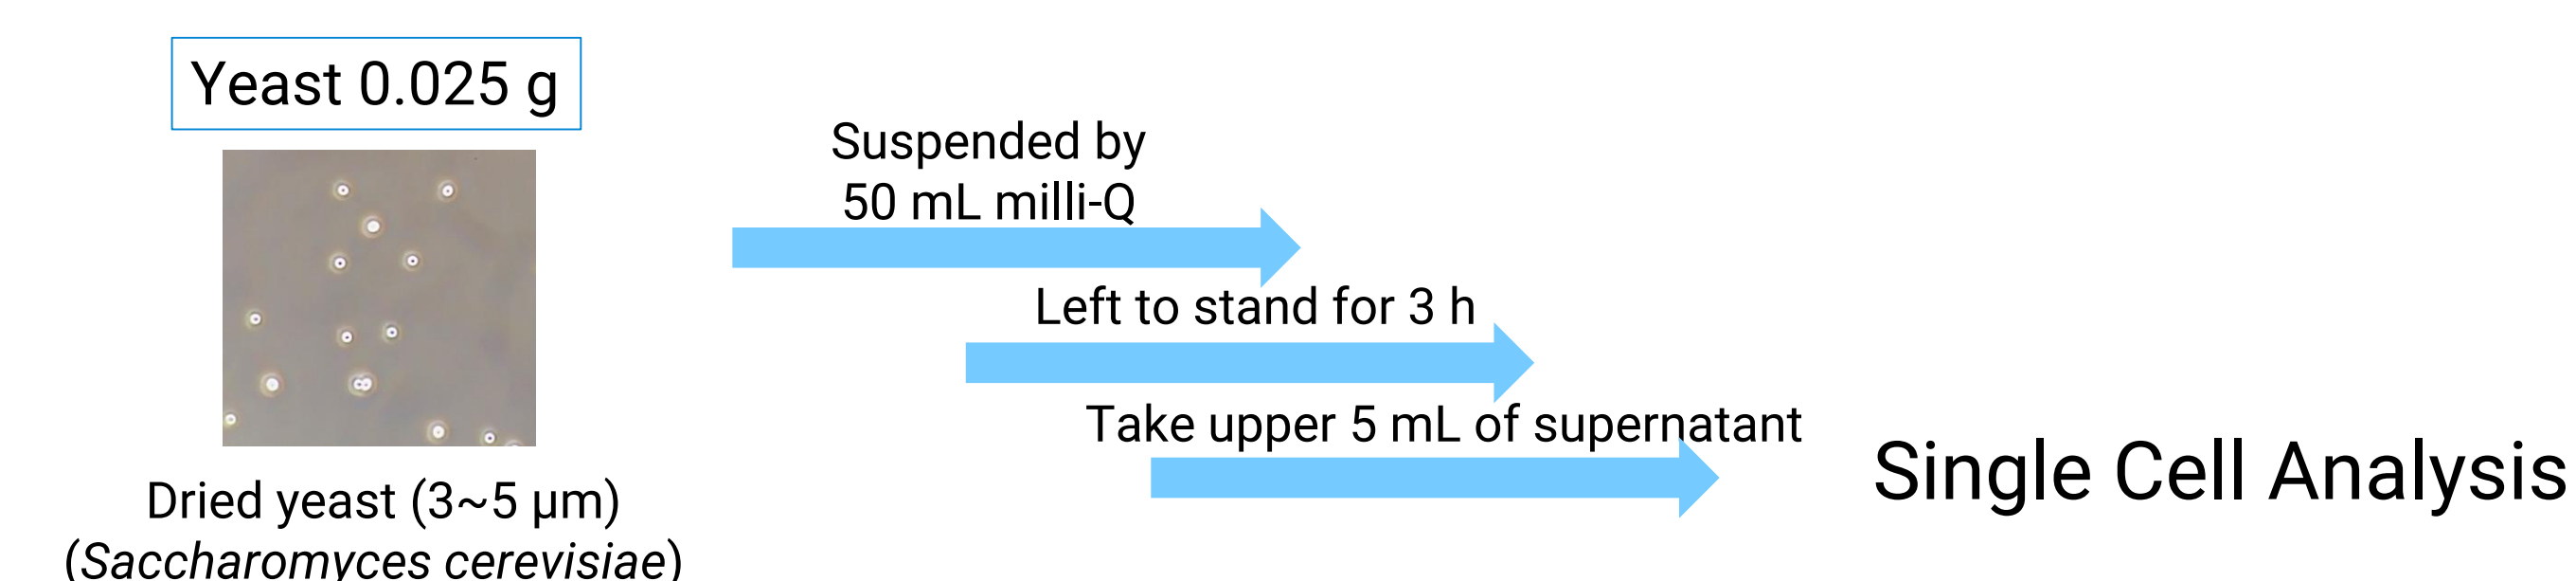 Yeast 0.025 g
Suspended by
50 mL milli-Q
Left to stand for 3 h
Take upper 5 mL of supernatant
Single Cell Analysis
Dried yeast (3~5 μm)
(Saccharomyces cerevisiae)